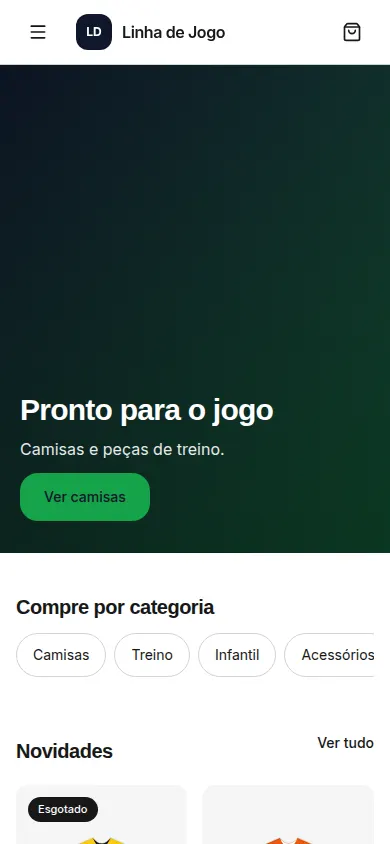 LD
Linha de Jogo
Pronto para o jogo
Camisas e peças de treino.
Ver camisas
Compre por categoria
Camisas
Treino
Infantil
Acessórios
Novidades
Ver tudo
Esgotado